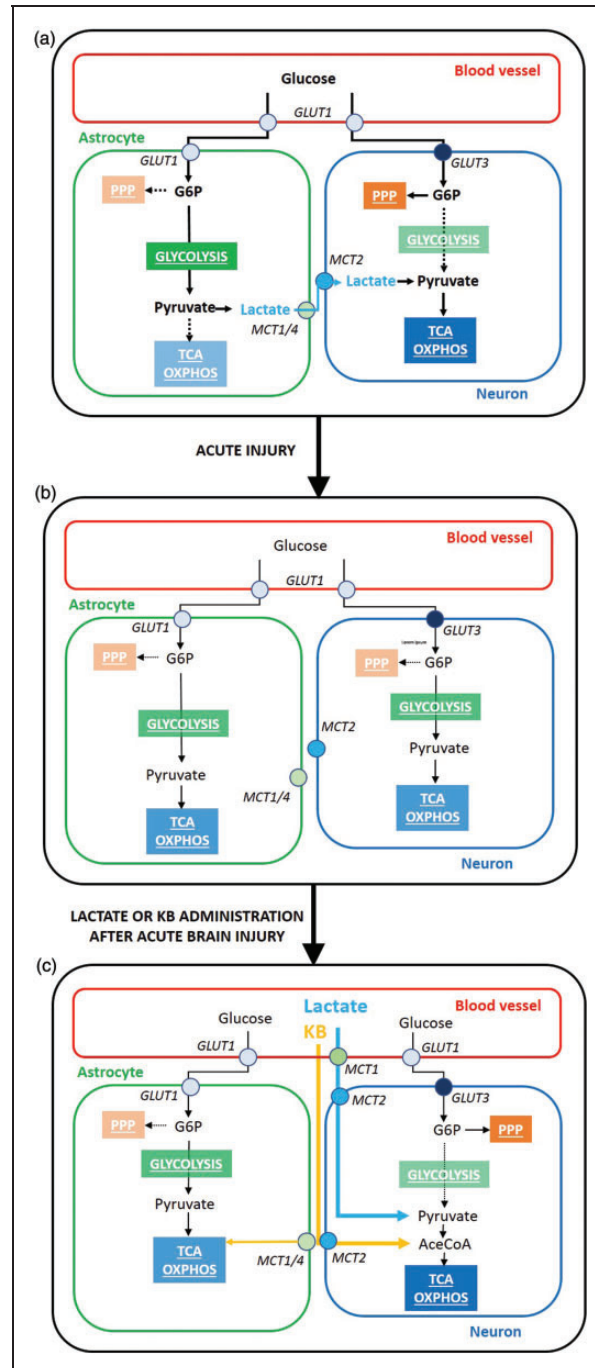 (a)
Blood vessel
Glucose
GLUT1
Astrocyte
GLUT1
GLUT3
PPP
G6P
PPP
G6P
GLYCOLYSIS
GLYCOLYSIS
MCT2
Pyruvate
Lactate
Lactate
Pyruvate
MCT1/4
TCA
OXPHOS
TCA
OXPHOS
Neuron
ACUTE INJURY
(b)
Blood vessel
Glucose
GLUT1
Astrocyte
GLUT1
GLUT3
Lorem ipsum
PPP
G6P
PPP
G6P
GLYCOLYSIS
GLYCOLYSIS
MCT2
Pyruvate
Pyruvate
MCT1/4
TCA
OXPHOS
TCA
OXPHOS
Neuron
LACTATE OR KB ADMINISTRATION
AFTER ACUTE BRAIN INJURY
(c)
Lactate
Blood vessel
Glucose
KB
Glucose
GLUT1
GLUT1
Astrocyte
MCT1
GLUT1
MCT2
GLUT3
PPP
G6P
G6P
PPP
GLYCOLYSIS
GLYCOLYSIS
Pyruvate
Pyruvate
AceCoA
TCA
OXPHOS
MCT1/4
MCT2
TCA
OXPHOS
Neuron